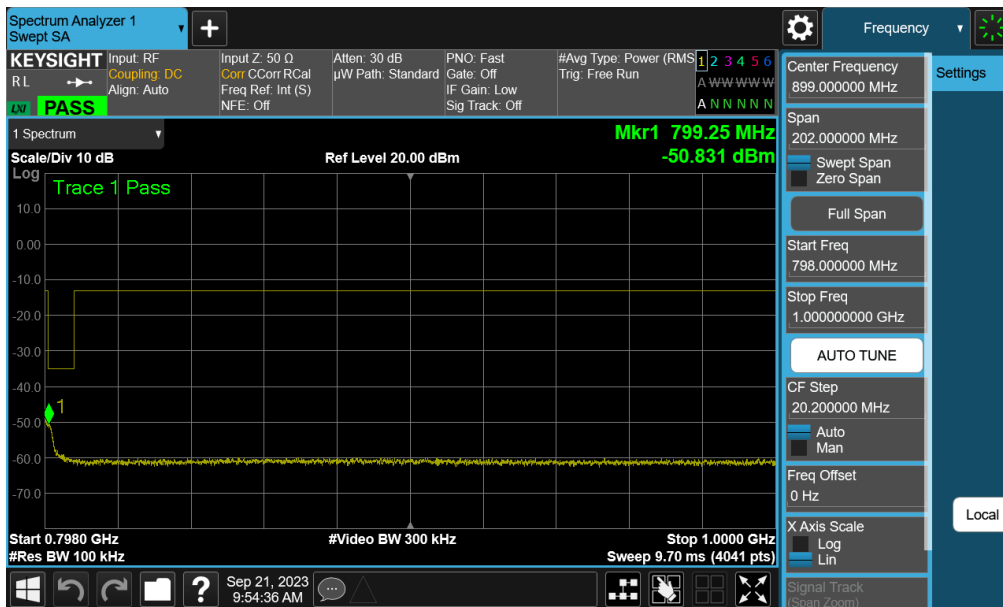 Spectrum Analyzer 1
Swept SA
Frequency
KEYSIGHT
RL
LXI PASS
Input: RF
Coupling: DC
Align: Auto
Input Z: 50 Ω
Corr CCorr RCal
Freq Ref: Int (S)
NFE: Off
Atten: 30 dB
µW Path: Standard
PNO: Fast
Gate: Off
IF Gain: Low
Sig Track: Off
#Avg Type: Power (RMS
Trig: Free Run
1 2 3 4 5 6
A W W W W W
A N N N N N
1 Spectrum
Mkr1 799.25 MHz
Scale/Div 10 dB
Ref Level 20.00 dBm
-50.831 dBm
Log
Trace 1 Pass
10.0
0.00
-10.0
-20.0
-30.0
-40.0
1
-50.0
-60.0
-70.0
Start 0.7980 GHz
#Video BW 300 kHz
Stop 1.0000 GHz
#Res BW 100 kHz
Sweep 9.70 ms (4041 pts)
?
Sep 21, 2023
9:54:36 AM
Center Frequency
899.000000 MHz
Span
202.000000 MHz
Swept Span
Zero Span
Full Span
Start Freq
798.000000 MHz
Stop Freq
1.000000000 GHz
AUTO TUNE
CF Step
20.200000 MHz
Auto
Man
Freq Offset
0 Hz
X Axis Scale
Log
Lin
Signal Track
(Span Zoom)
Settings
Local